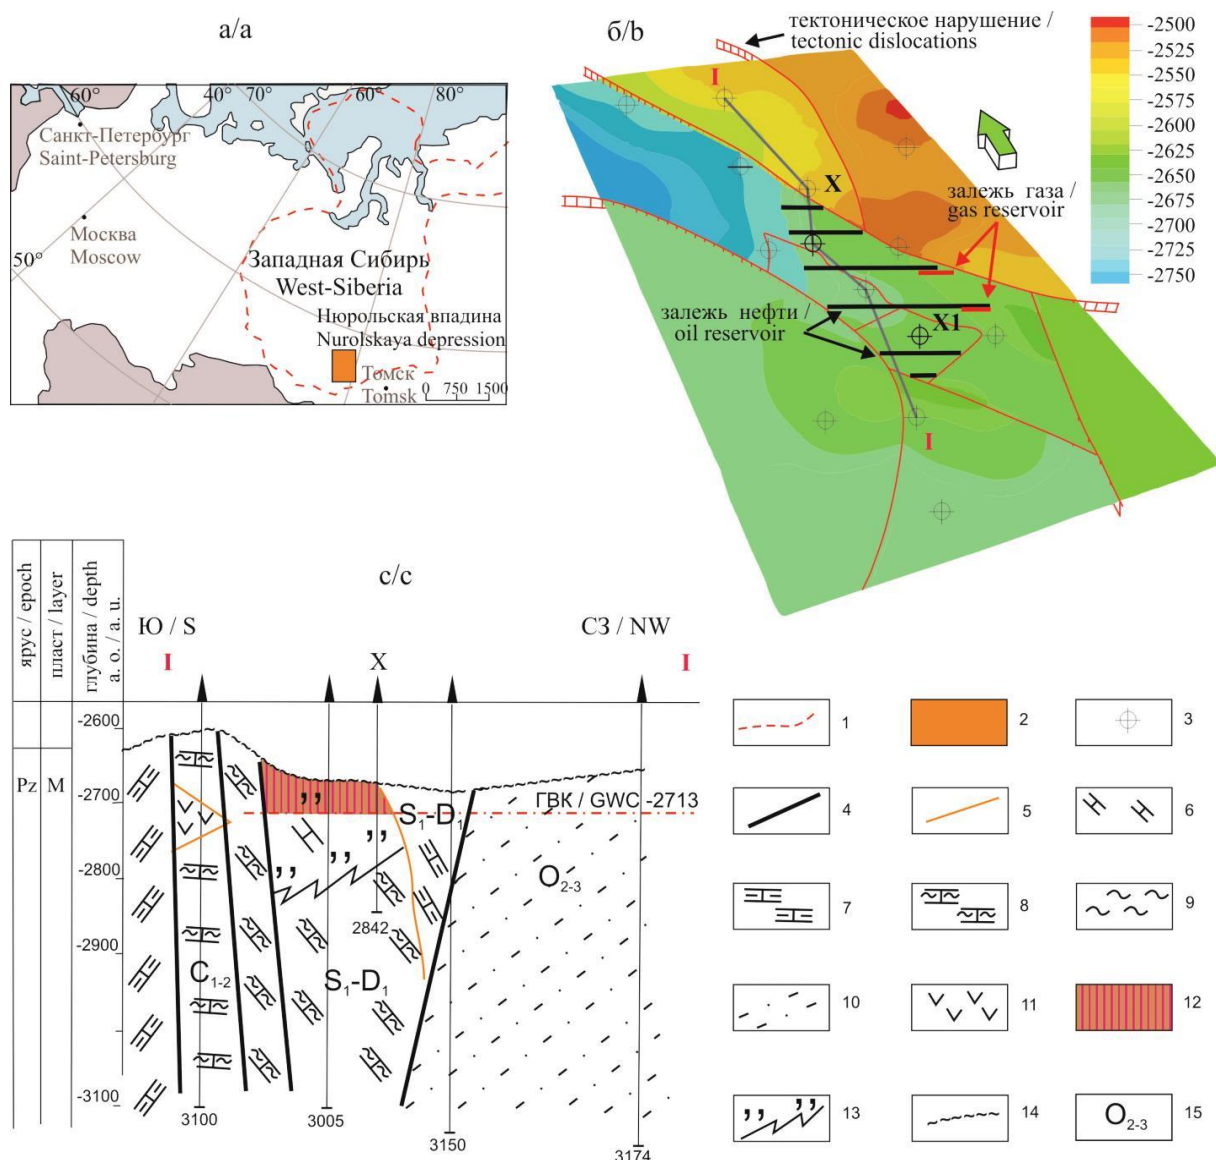 а/a
60°
40°
70°
60°
80°
Санкт-Петербург
Saint-Petersburg
Москва
Moscow
50°
Западная Сибирь
West-Siberia
Нюрольская впадина
Nurolskaya depression
Томск
Tomsk
0 750 1500
б/b
тектоническое нарушение /
tectonic dislocations
I
X
залежь газа /
gas reservoir
залежь нефти /
oil reservoir
X1
I
-2500
-2525
-2550
-2575
-2600
-2625
-2650
-2675
-2700
-2725
-2750
с/c
ярус / epoch
пласт / layer
глубина / depth
а. о. / a. u.
Ю / S
СЗ / NW
I
X
I
-2600
Pz
M
-2700
ГВК / GWC -2713
S₁-D₁
-2800
O₂₋₃
2842
-2900
C₁₋₂
S₁-D₁
-3100
3100
3005
3150
3174
1
2
3
4
5
6
7
8
9
10
11
12
13
14
O₂₋₃
15